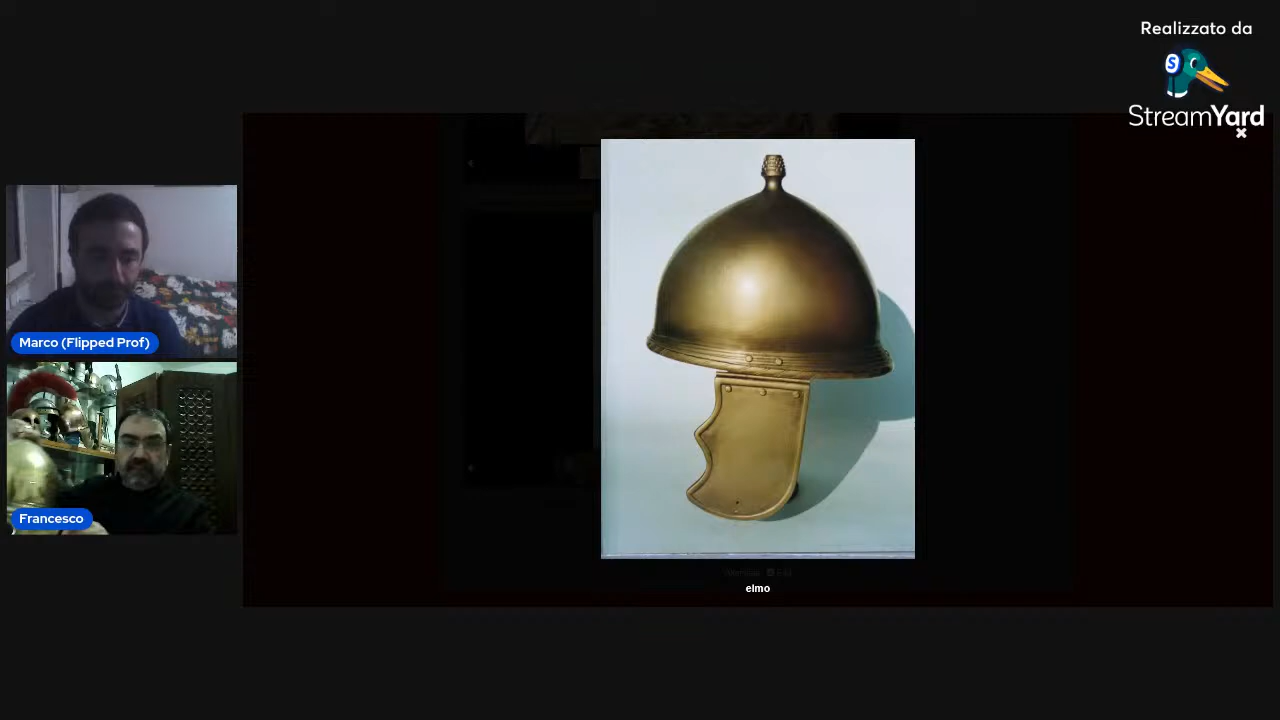 Realizzato da
StreamYard
Marco (Flipped Prof)
Francesco
elmo